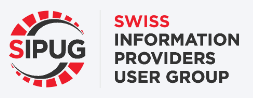 SIPUG
SWISS
INFORMATION
PROVIDERS
USER GROUP